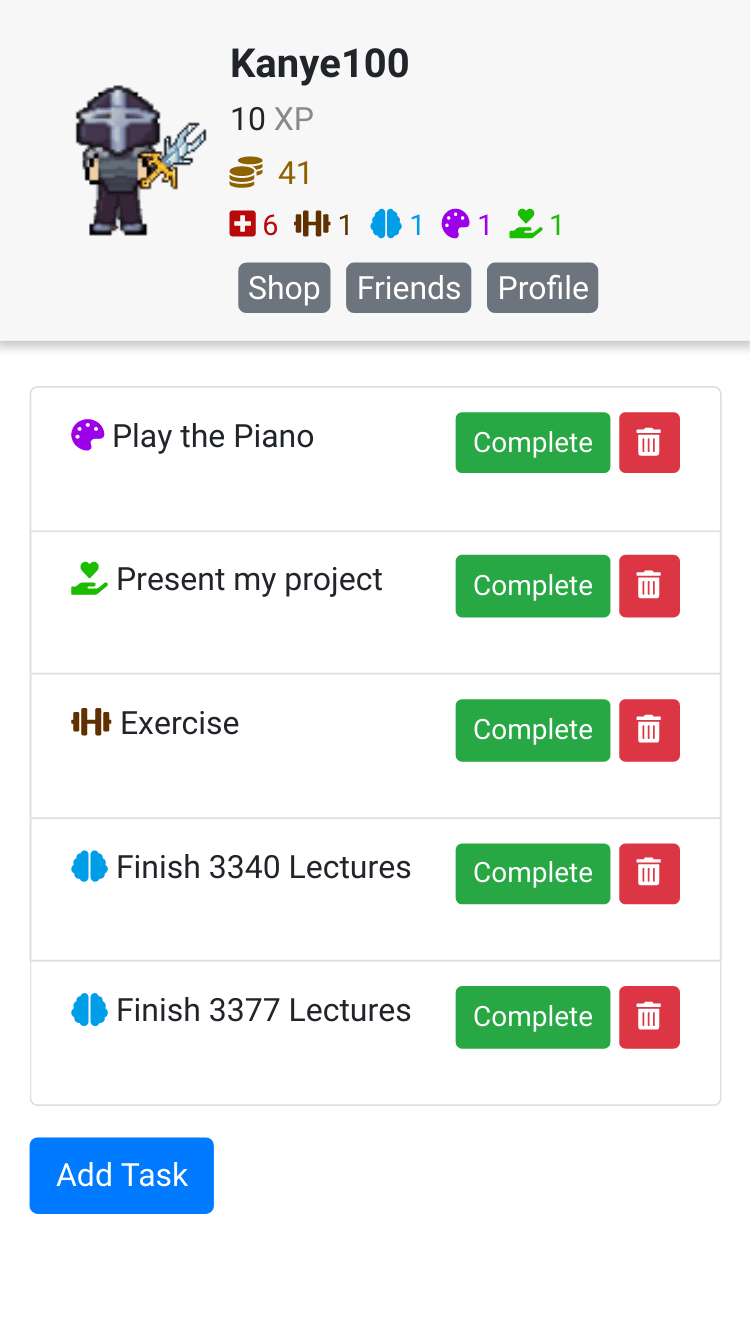 Kanye100
10 XP
41
6 1 1 1 1
Shop Friends Profile
Play the Piano Complete
Present my project Complete
Exercise Complete
Finish 3340 Lectures Complete
Finish 3377 Lectures Complete
Add Task